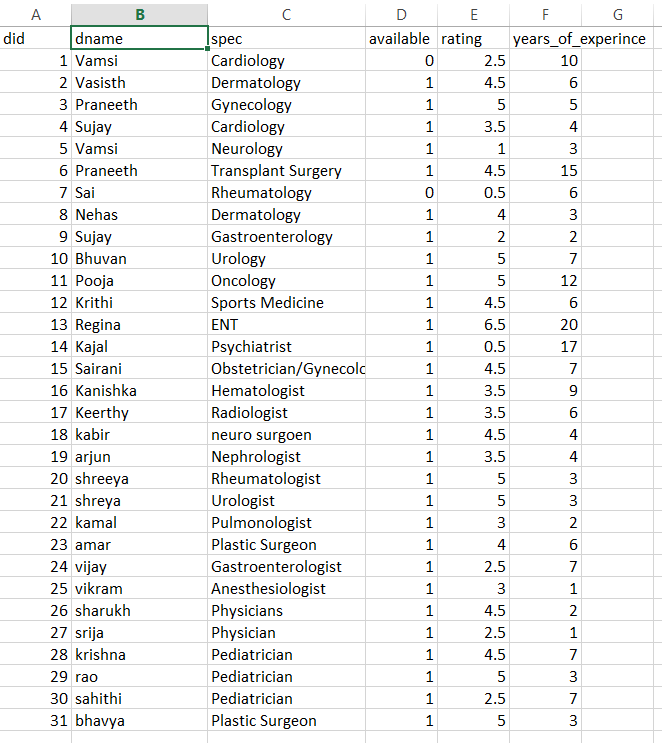 A B C D E F G
did dname spec available rating years_of_experince
1 Vamsi Cardiology 0 2.5 10
2 Vasisth Dermatology 1 4.5 6
3 Praneeth Gynecology 1 5 5
4 Sujay Cardiology 1 3.5 4
5 Vamsi Neurology 1 1 3
6 Praneeth Transplant Surgery 1 4.5 15
7 Sai Rheumatology 0 0.5 6
8 Nehas Dermatology 1 4 3
9 Sujay Gastroenterology 1 2 2
10 Bhuvan Urology 1 5 7
11 Pooja Oncology 1 5 12
12 Krithi Sports Medicine 1 4.5 6
13 Regina ENT 1 6.5 20
14 Kajal Psychiatrist 1 0.5 17
15 Sairani Obstetrician/Gynecolc 1 4.5 7
16 Kanishka Hematologist 1 3.5 9
17 Keerthy Radiologist 1 3.5 6
18 kabir neuro surgoen 1 4.5 4
19 arjun Nephrologist 1 3.5 4
20 shreeya Rheumatologist 1 5 3
21 shreya Urologist 1 5 3
22 kamal Pulmonologist 1 3 2
23 amar Plastic Surgeon 1 4 6
24 vijay Gastroenterologist 1 2.5 7
25 vikram Anesthesiologist 1 3 1
26 sharukh Physicians 1 4.5 2
27 srija Physician 1 2.5 1
28 krishna Pediatrician 1 4.5 7
29 rao Pediatrician 1 5 3
30 sahithi Pediatrician 1 2.5 7
31 bhavya Plastic Surgeon 1 5 3